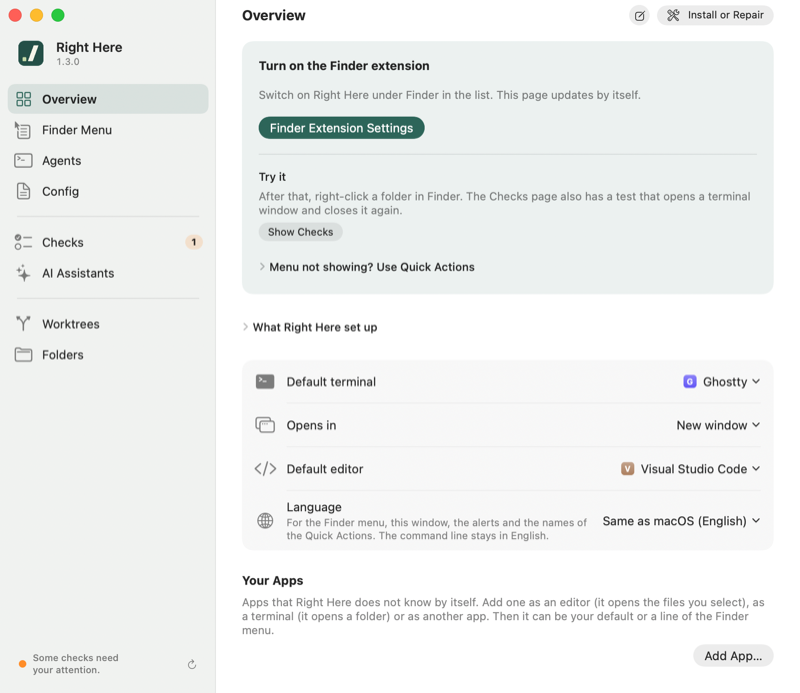 Right Here
1.3.0
Overview
Finder Menu
Agents
Config
Checks
1
AI Assistants
Worktrees
Folders
Some checks need
your attention.
Overview
Install or Repair
Turn on the Finder extension
Switch on Right Here under Finder in the list. This page updates by itself.
Finder Extension Settings
Try it
After that, right-click a folder in Finder. The Checks page also has a test that opens a terminal
window and closes it again.
Show Checks
Menu not showing? Use Quick Actions
What Right Here set up
Default terminal
G Ghostty
Opens in
New window
Default editor
V Visual Studio Code
Language
For the Finder menu, this window, the alerts and the names of
the Quick Actions. The command line stays in English.
Same as macOS (English)
Your Apps
Apps that Right Here does not know by itself. Add one as an editor (it opens the files you select), as
a terminal (it opens a folder) or as another app. Then it can be your default or a line of the Finder
menu.
Add App...